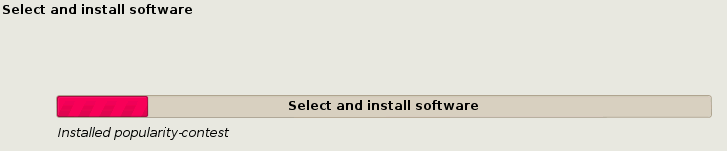 Select and install software
Select and install software
Installed popularity-contest